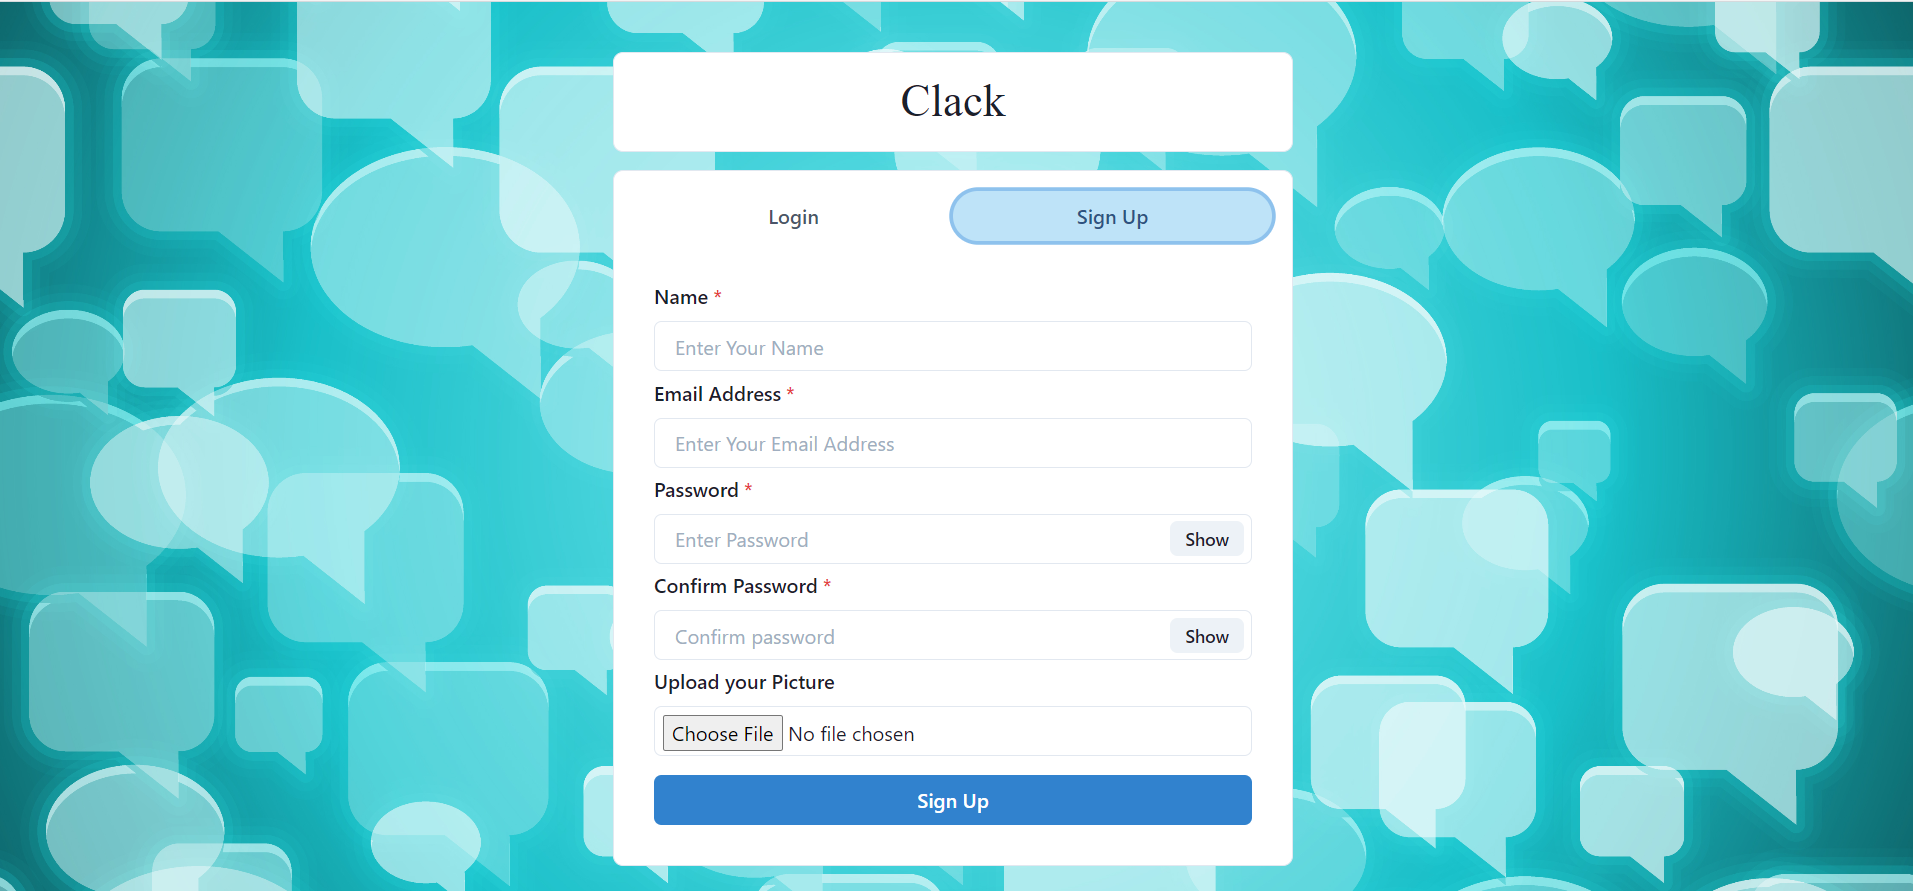 Clack
Login
Sign Up
Name *
Enter Your Name
Email Address *
Enter Your Email Address
Password *
Enter Password
Show
Confirm Password *
Confirm password
Show
Upload your Picture
Choose File No file chosen
Sign Up